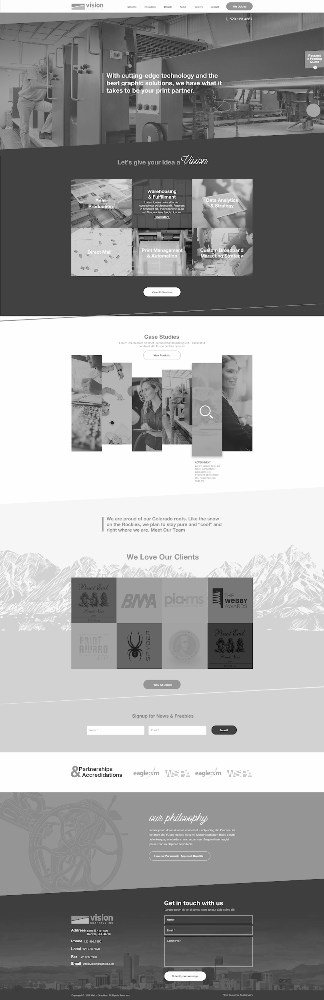 vision
GRAPHICS INC
Services
Resources
Results
About
Careers
Contact
File Upload
520.123.4567
Request
a Printing
Quote
With cutting-edge technology and the
best graphic solutions, we have what it
takes to be your print partner.
Let's give your idea a Vision
Print
Production
Warehousing
& Fulfillment
Lorem ipsum dolor sit amet,
consectetur adipiscing elit. Praesent
id hendrerit elit. Fusce facilisis nulla
mi. Suspendisse feugiat ipsum.
Read More
Data Analytics
& Strategy
Direct Mail
Print Management
& Automation
Custom Broadband
Marketing Strategy
View All Services
Case Studies
Lorem ipsum dolor sit amet, consectetur adipiscing elit. Praesent id
hendrerit elit. Fusce facilisis nulla mi.
View Portfolio
GOVERNMENT
Lorem ipsum dolor sit
amet, consectetur
adipiscing elit.
Praesent id hendrerit
elit. Fusce facilisis
nulla mi.
We are proud of our Colorado roots. Like the snow
on the Rockies, we plan to stay pure and “cool” and
right where we are. Meet Our Team
We Love Our Clients
Pinot Evil
Pinot Noir
BMA
pia·ms
THE
WEBBY
AWARDS
PRINT
AWARD
2017
SPYDER
2016
Pinot Evil
Pinot Noir
View All Clients
Signup for News & Freebies
Name *
Email *
Submit
&Partnerships
Accredidations
eagle:xm
WSPA
eagle:xm
WSPA
our philosophy
Lorem ipsum dolor sit amet, consectetur adipiscing elit. Praesent id
hendrerit elit. Fusce facilisis nulla mi. Morbi vestibulum libero a nulla
pellentesque, in interdum nunc accumsan. Suspendisse feugiat
ipsum vitae ex dapibus sollicitudin.
How our Partnership Approach Benefits
vision
GRAPHICS INC
Address 5105 E 41st Ave
Denver, CO 80216
Phone 123.456.7890
Local 123.456.7890
Fax 123.456.7890
Email info@visiongraphics.com
Get in touch with us
Lorem ipsum dolor sit amet, consectetur adipiscing elit.
Name *
Email *
Comments *
Submit your message
Copyright © 2018 Vision Graphics. All Rights Reserved.
Web Design by Anchorwave